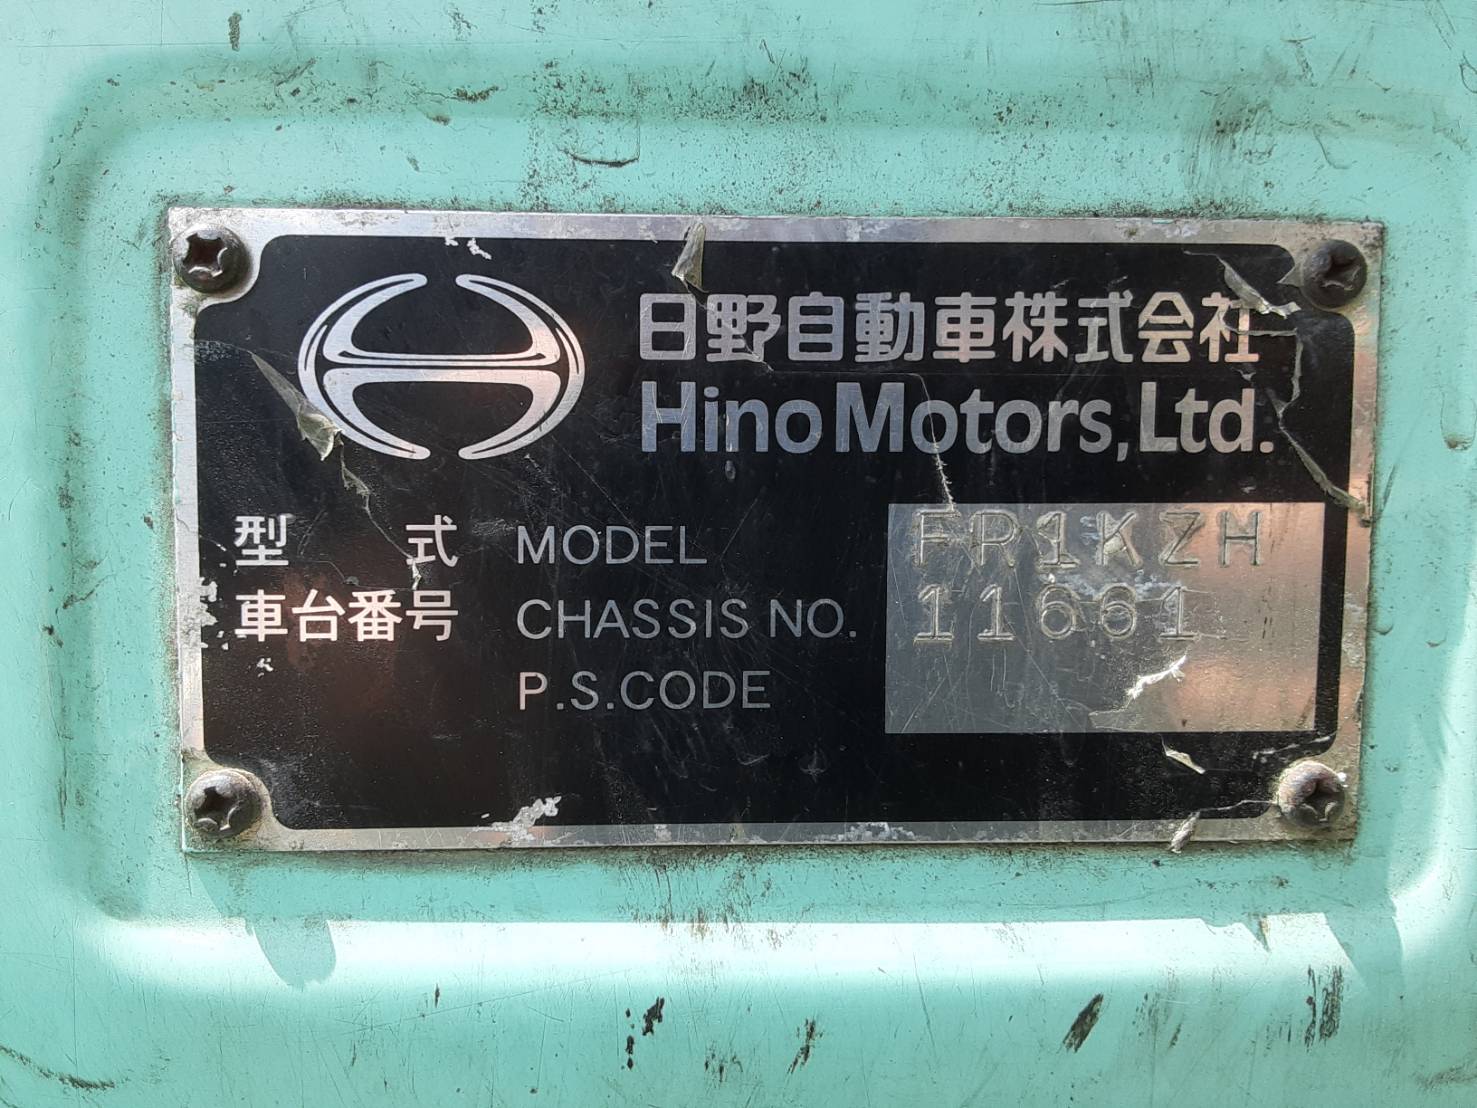 日野自動車株式会社
Hino Motors, Ltd.
型 式 MODEL FR1KZH
車台番号 CHASSIS NO. 11661
P.S.CODE